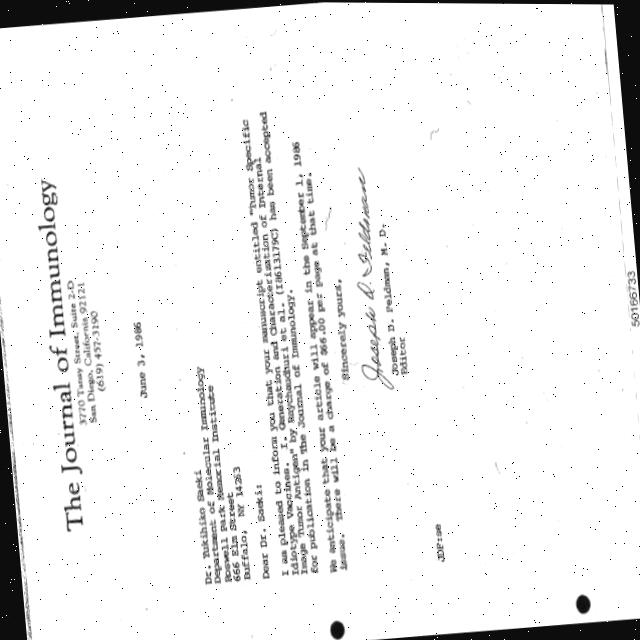 The Journal of Immunology
3770 Tansy Street, Suite 2-D
San Diego, California 92121
(619) 457-3190
June 3, 1986
Dr. Yukihiko Saeki
Department of Molecular Immunology
Roswell Park Memorial Institute
666 Elm Street
Buffalo, NY 14263
Dear Dr. Saeki:
I am pleased to inform you that your manuscript entitled "Tumor Specific
Idiotype Vaccines. I. Generation and Characterization of Internal
Image Tumor Antigen" by Raychaudhuri et al. (I8613179C) has been accepted
for publication in The Journal of Immunology.
We anticipate that your article will appear in the September 1, 1986
issue. There will be a charge of $66.00 per page at that time.
Sincerely yours,
Joseph D. Feldman
Joseph D. Feldman, M. D.
Editor
JDF:se
50165733